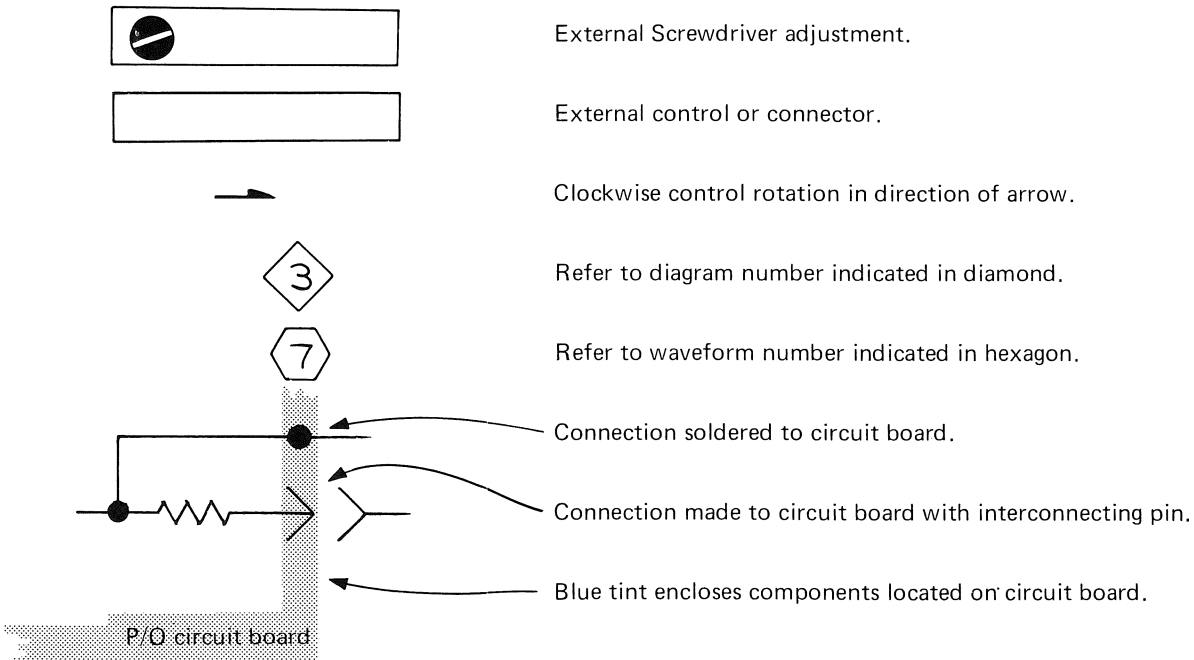 External Screwdriver adjustment.
External control or connector.
Clockwise control rotation in direction of arrow.
3
Refer to diagram number indicated in diamond.
7
Refer to waveform number indicated in hexagon.
Connection soldered to circuit board.
Connection made to circuit board with interconnecting pin.
Blue tint encloses components located on circuit board.
P/O circuit board